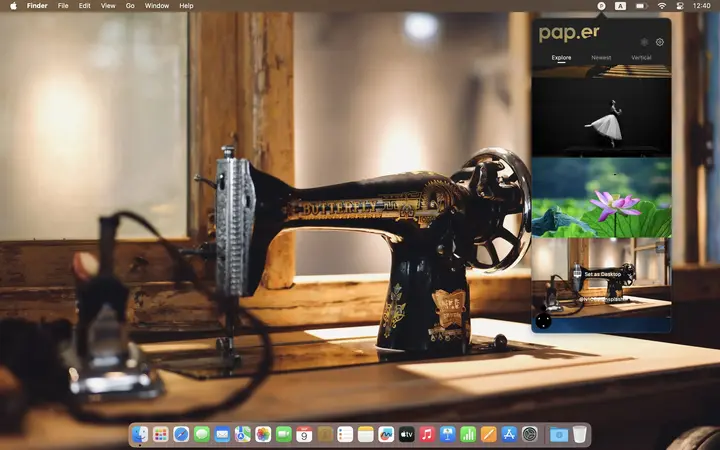 Finder File Edit View Go Window Help
P A 12:40
pap.er
Explore Newest Vertical
BUTTERFLY
Set as Desktop
9
tv